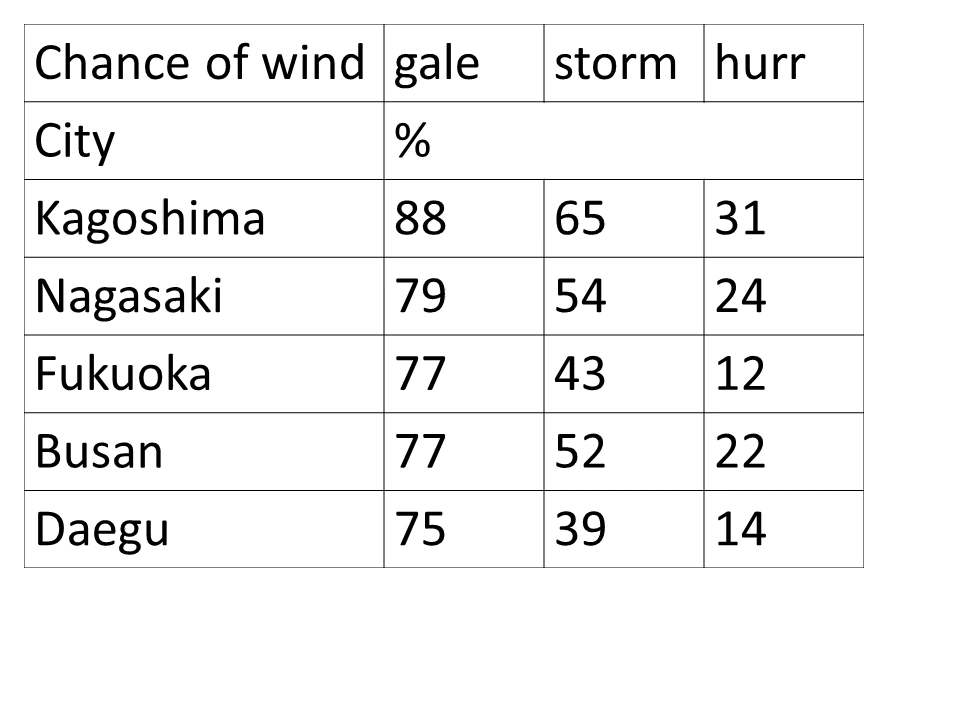 Chance of wind gale storm hurr
City %
Kagoshima 88 65 31
Nagasaki 79 54 24
Fukuoka 77 43 12
Busan 77 52 22
Daegu 75 39 14